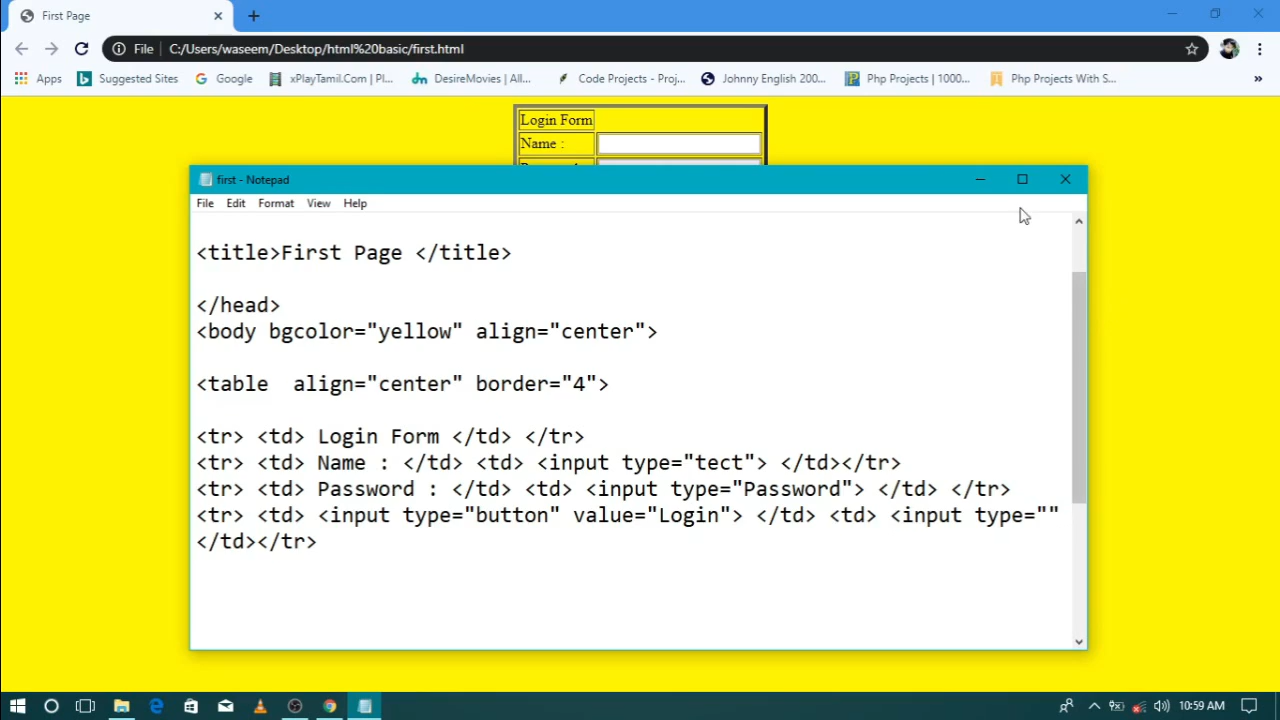 First Page
File
C:/Users/waseem/Desktop/html%20basic/first.html
Apps
Suggested Sites
Google
xPlayTamil.Com | Pl...
DesireMovies | All...
Code Projects - Proj...
Johnny English 200...
Php Projects | 1000...
Php Projects With S...
»
Login Form
Name :
first - Notepad
File Edit Format View Help
<title>First Page </title>
</head>
<body bgcolor="yellow" align="center">
<table  align="center" border="4">
<tr> <td> Login Form </td> </tr>
<tr> <td> Name : </td> <td> <input type="tect"> </td></tr>
<tr> <td> Password : </td> <td> <input type="Password"> </td> </tr>
<tr> <td> <input type="button" value="Login"> </td> <td> <input type=""
</td></tr>
10:59 AM